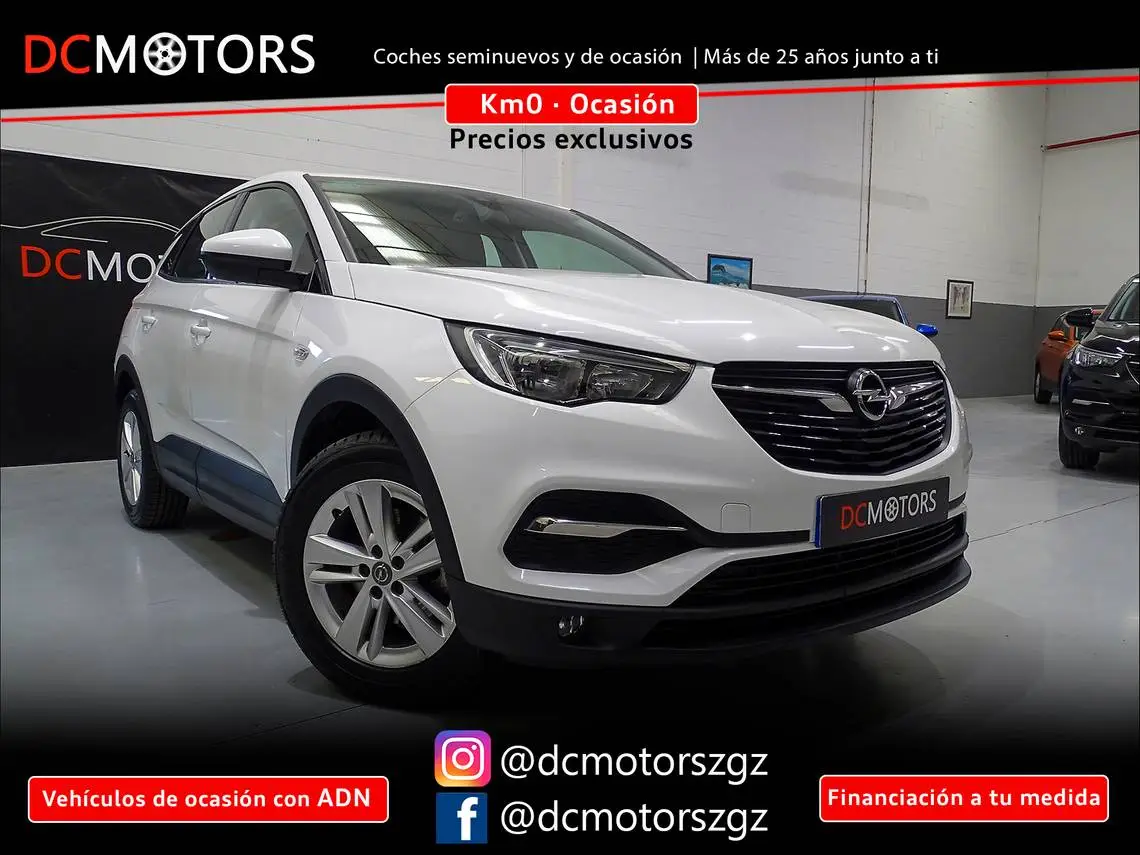 DCMOTORS
Coches seminuevos y de ocasión | Más de 25 años junto a ti
Km0 · Ocasión
Precios exclusivos
DCMOT
DCMOTORS
@dcmotorszgz
@dcmotorszgz
Vehículos de ocasión con ADN
Financiación a tu medida